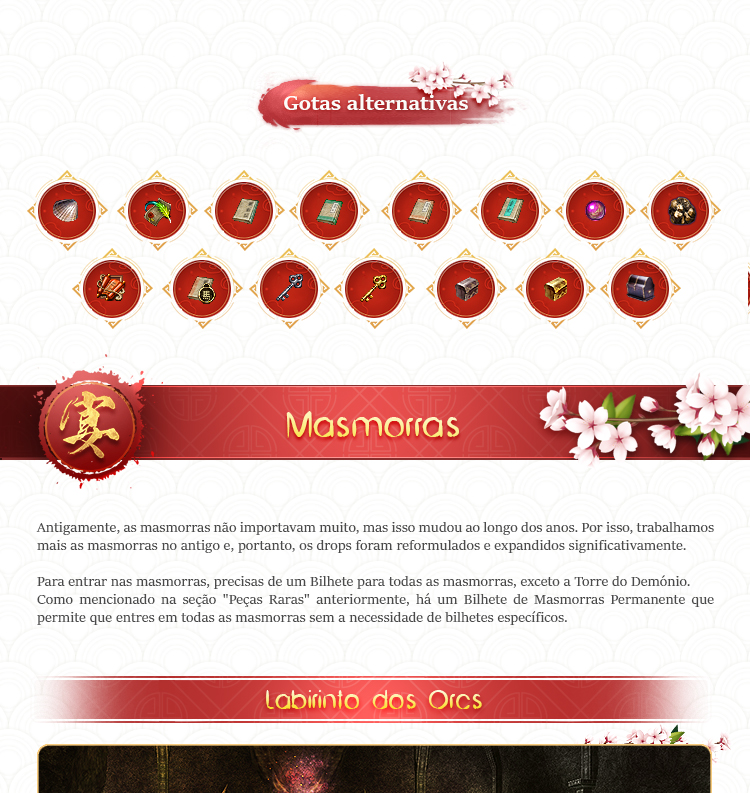 Gotas alternativas
宴
Masmorras
Antigamente, as masmorras não importavam muito, mas isso mudou ao longo dos anos. Por isso, trabalhamos
mais as masmorras no antigo e, portanto, os drops foram reformulados e expandidos significativamente.
Para entrar nas masmorras, precisas de um Bilhete para todas as masmorras, exceto a Torre do Demónio.
Como mencionado na seção "Peças Raras" anteriormente, há um Bilhete de Masmorras Permanente que
permite que entres em todas as masmorras sem a necessidade de bilhetes específicos.
Labirinto dos Orcs